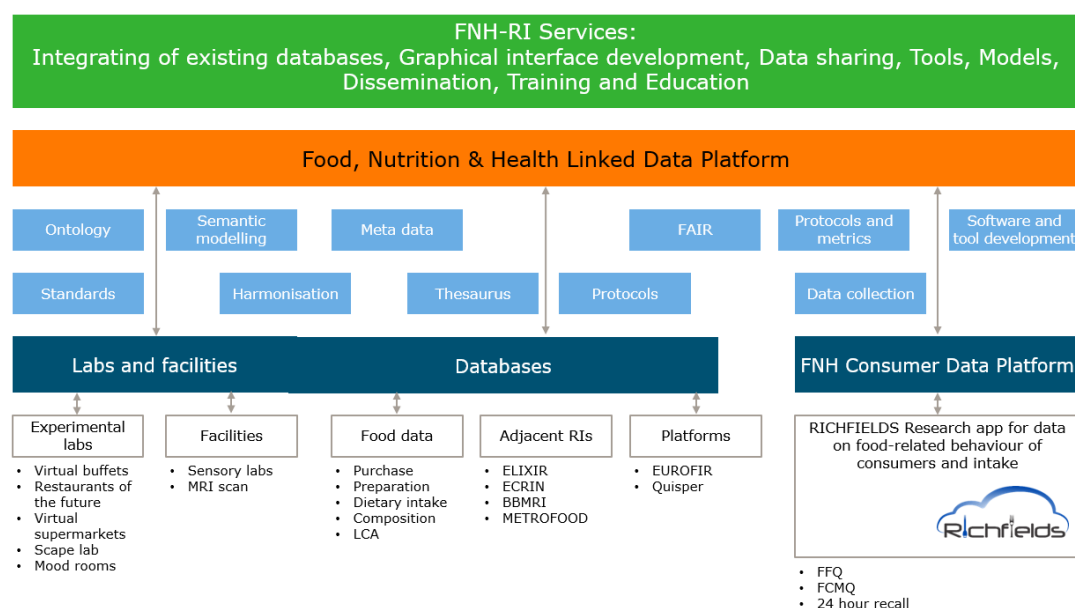 FNH-RI Services:
Integrating of existing databases, Graphical interface development, Data sharing, Tools, Models,
Dissemination, Training and Education
Food, Nutrition & Health Linked Data Platform
Ontology
Semantic
modelling
Meta data
FAIR
Protocols and
metrics
Software and
tool development
Standards
Harmonisation
Thesaurus
Protocols
Data collection
Labs and facilities
Databases
FNH Consumer Data Platform
Experimental
labs
• Virtual buffets
• Restaurants of
the future
• Virtual
supermarkets
• Scape lab
• Mood rooms
Facilities
• Sensory labs
• MRI scan
Food data
• Purchase
• Preparation
• Dietary intake
• Composition
• LCA
Adjacent RIs
• ELIXIR
• ECRIN
• BBMRI
• METROFOOD
Platforms
• EUROFIR
• Quisper
RICHFIELDS Research app for data
on food-related behaviour of
consumers and intake
Richfields
• FFQ
• FCMQ
• 24 hour recall